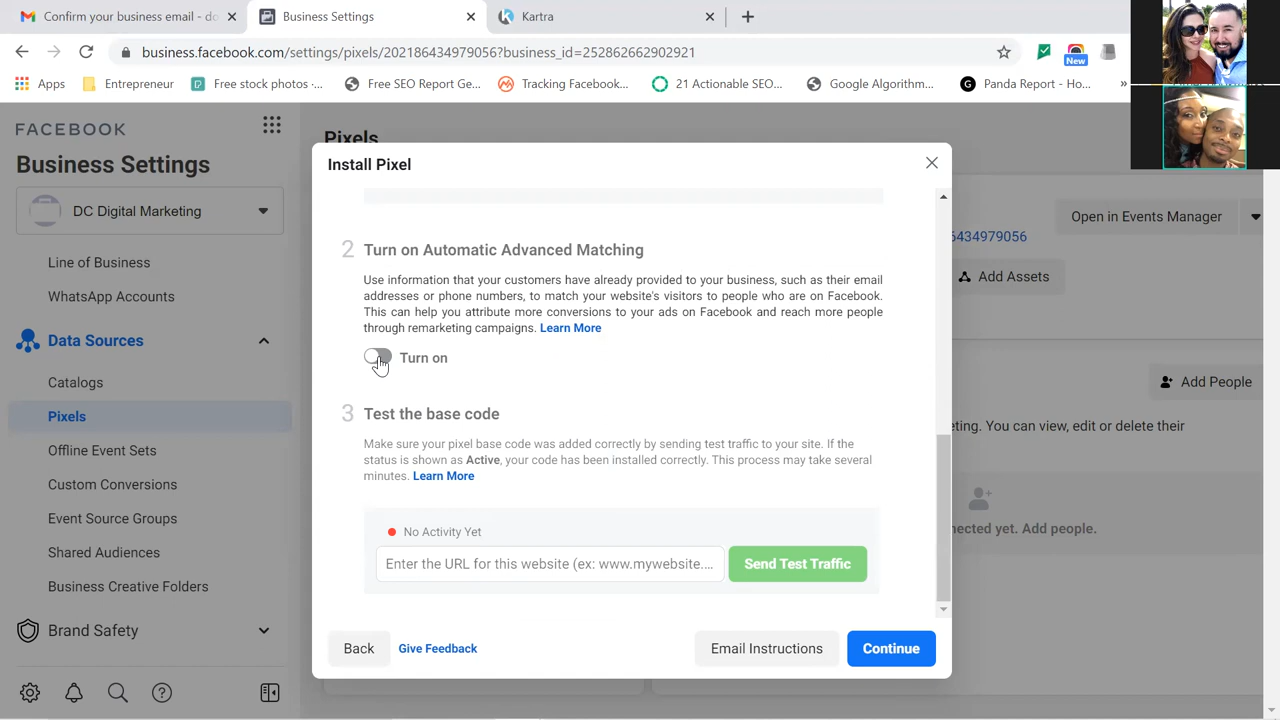 Confirm your business email - do
Business Settings
Kartra
business.facebook.com/settings/pixels/202186434979056?business_id=252862662902921
New
Apps
Entrepreneur
Free stock photos ·...
Free SEO Report Ge...
Tracking Facebook...
21 Actionable SEO...
Google Algorithm...
Panda Report - Ho...
»
FACEBOOK
Business Settings
DC Digital Marketing
Line of Business
WhatsApp Accounts
Data Sources
Catalogs
Pixels
Offline Event Sets
Custom Conversions
Event Source Groups
Shared Audiences
Business Creative Folders
Brand Safety
Pixels
Open in Events Manager
6434979056
Add Assets
Add People
eting. You can view, edit or delete their
nected yet. Add people.
Install Pixel
2 Turn on Automatic Advanced Matching
Use information that your customers have already provided to your business, such as their email
addresses or phone numbers, to match your website's visitors to people who are on Facebook.
This can help you attribute more conversions to your ads on Facebook and reach more people
through remarketing campaigns. Learn More
Turn on
3 Test the base code
Make sure your pixel base code was added correctly by sending test traffic to your site. If the
status is shown as Active, your code has been installed correctly. This process may take several
minutes. Learn More
No Activity Yet
Enter the URL for this website (ex: www.mywebsite....
Send Test Traffic
Back
Give Feedback
Email Instructions
Continue